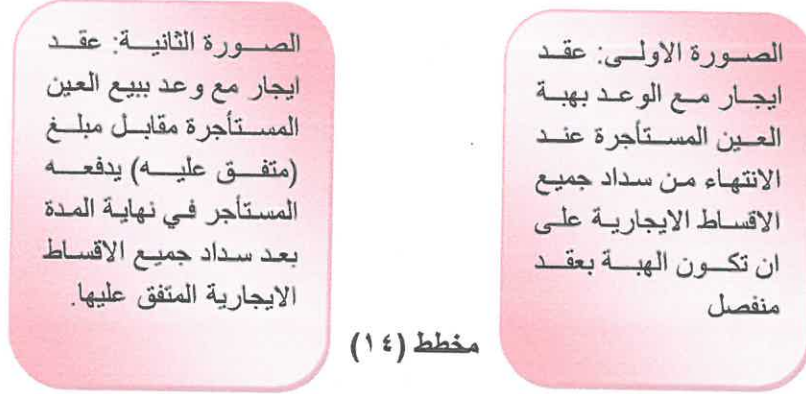 الصورة الاولى: عقد
ايجار مع الوعد بهبة
العين المستأجرة عند
الانتهاء من سداد جميع
الاقساط الايجارية على
ان تكون الهبة بعقد
منفصل
الصورة الثانية: عقد
ايجار مع وعد ببيع العين
المستأجرة مقابل مبلغ
(متفق عليه) يدفعه
المستأجر في نهاية المدة
بعد سداد جميع الاقساط
الايجارية المتفق عليها.
مخطط (١٤)